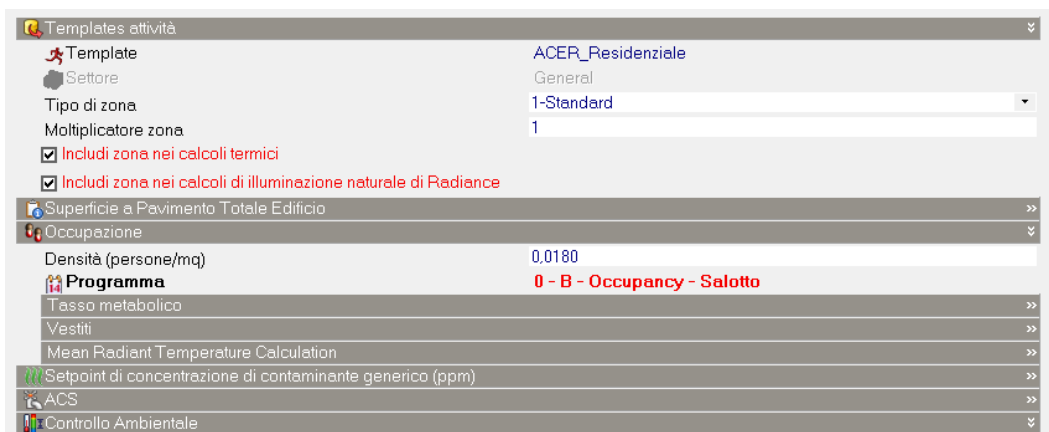 Templates attività
Template ACER_Residenziale
Settore General
Tipo di zona 1-Standard
Moltiplicatore zona 1
Includi zona nei calcoli termici
Includi zona nei calcoli di illuminazione naturale di Radiance
Superficie a Pavimento Totale Edificio
Occupazione
Densità (persone/mq) 0,0180
Programma 0 - B - Occupancy - Salotto
Tasso metabolico
Vestiti
Mean Radiant Temperature Calculation
Setpoint di concentrazione di contaminante generico (ppm)
ACS
Controllo Ambientale